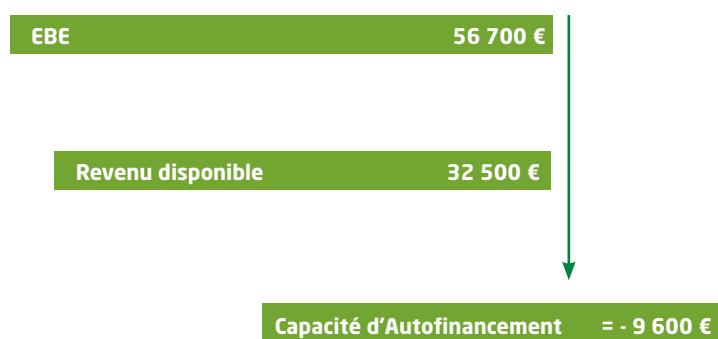 EBE 56 700 €
Revenu disponible 32 500 €
Capacité d’Autofinancement = - 9 600 €